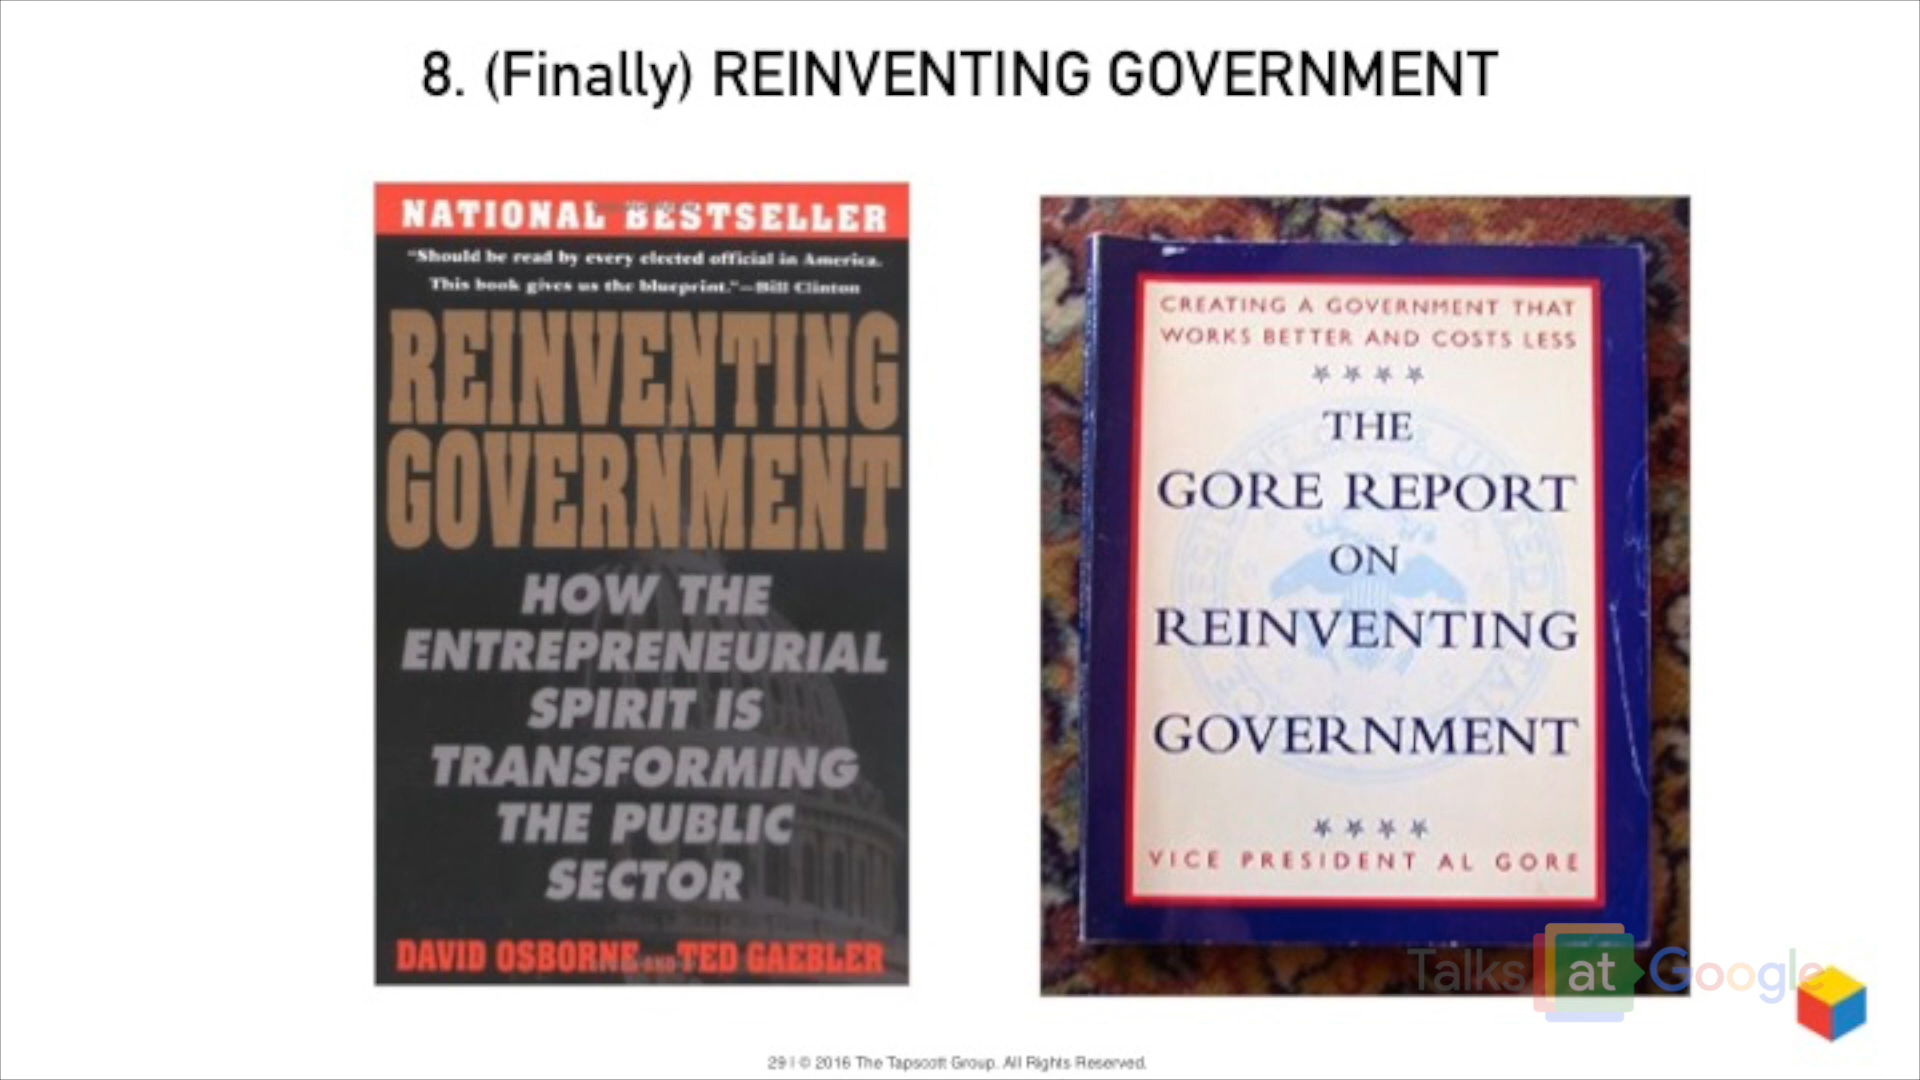 8. (Finally) REINVENTING GOVERNMENT
NATIONAL BESTSELLER
"Should be read by every elected official in America.
This book gives us the blueprint."—Bill Clinton
REINVENTING
GOVERNMENT
HOW THE
ENTREPRENEURIAL
SPIRIT IS
TRANSFORMING
THE PUBLIC
SECTOR
DAVID OSBORNE AND TED GAEBLER
CREATING A GOVERNMENT THAT
WORKS BETTER AND COSTS LESS
THE
GORE REPORT
ON
REINVENTING
GOVERNMENT
VICE PRESIDENT AL GORE
Talks at Google
29 | © 2016 The Tapscott Group. All Rights Reserved.